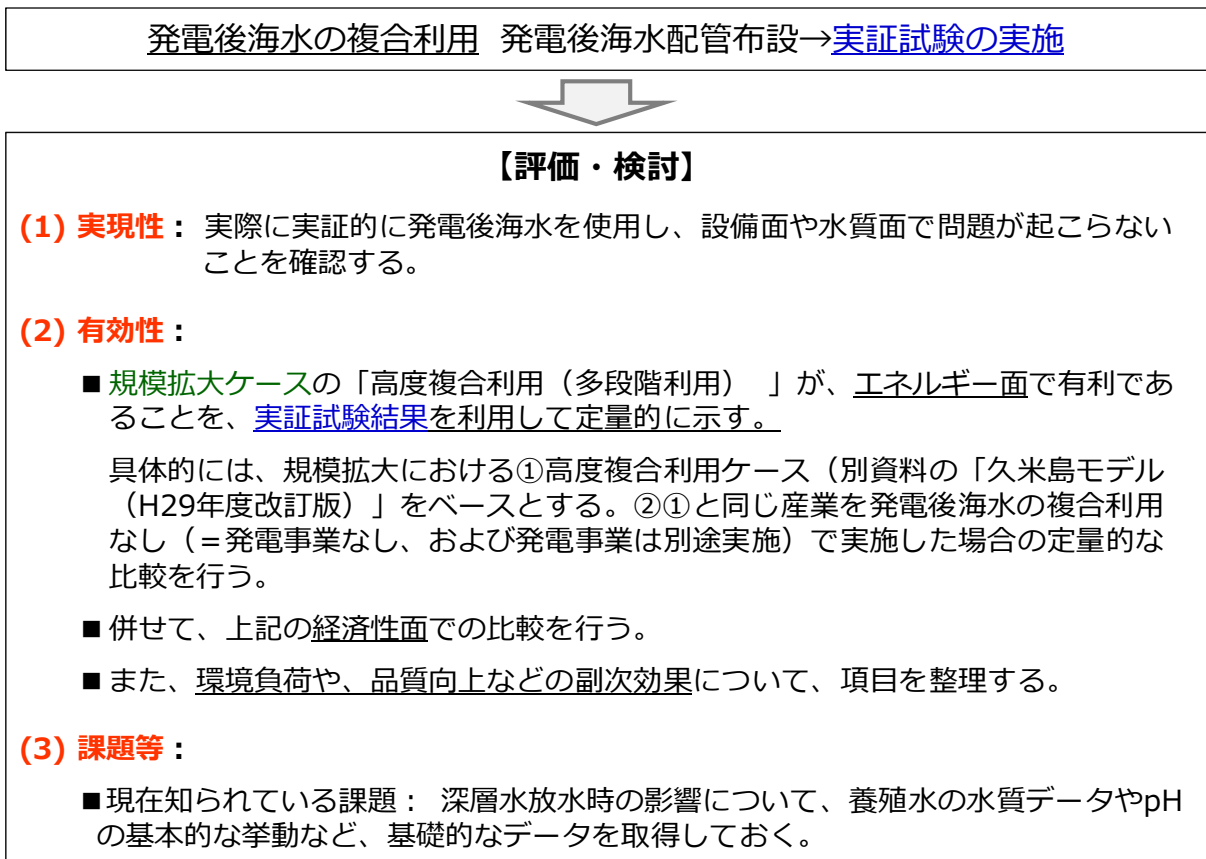 発電後海水の複合利用 発電後海水配管布設→実証試験の実施
【評価・検討】
(1) 実現性： 実際に実証的に発電後海水を使用し、設備面や水質面で問題が起こらない
ことを確認する。
(2) 有効性：
■ 規模拡大ケースの「高度複合利用（多段階利用） 」が、エネルギー面で有利であ
ることを、実証試験結果を利用して定量的に示す。
具体的には、規模拡大における①高度複合利用ケース（別資料の「久米島モデル
（H29年度改訂版）」をベースとする。②①と同じ産業を発電後海水の複合利用
なし（＝発電事業なし、および発電事業は別途実施）で実施した場合の定量的な
比較を行う。
■ 併せて、上記の経済性面での比較を行う。
■ また、環境負荷や、品質向上などの副次効果について、項目を整理する。
(3) 課題等：
■現在知られている課題： 深層水放水時の影響について、養殖水の水質データやpH
の基本的な挙動など、基礎的なデータを取得しておく。